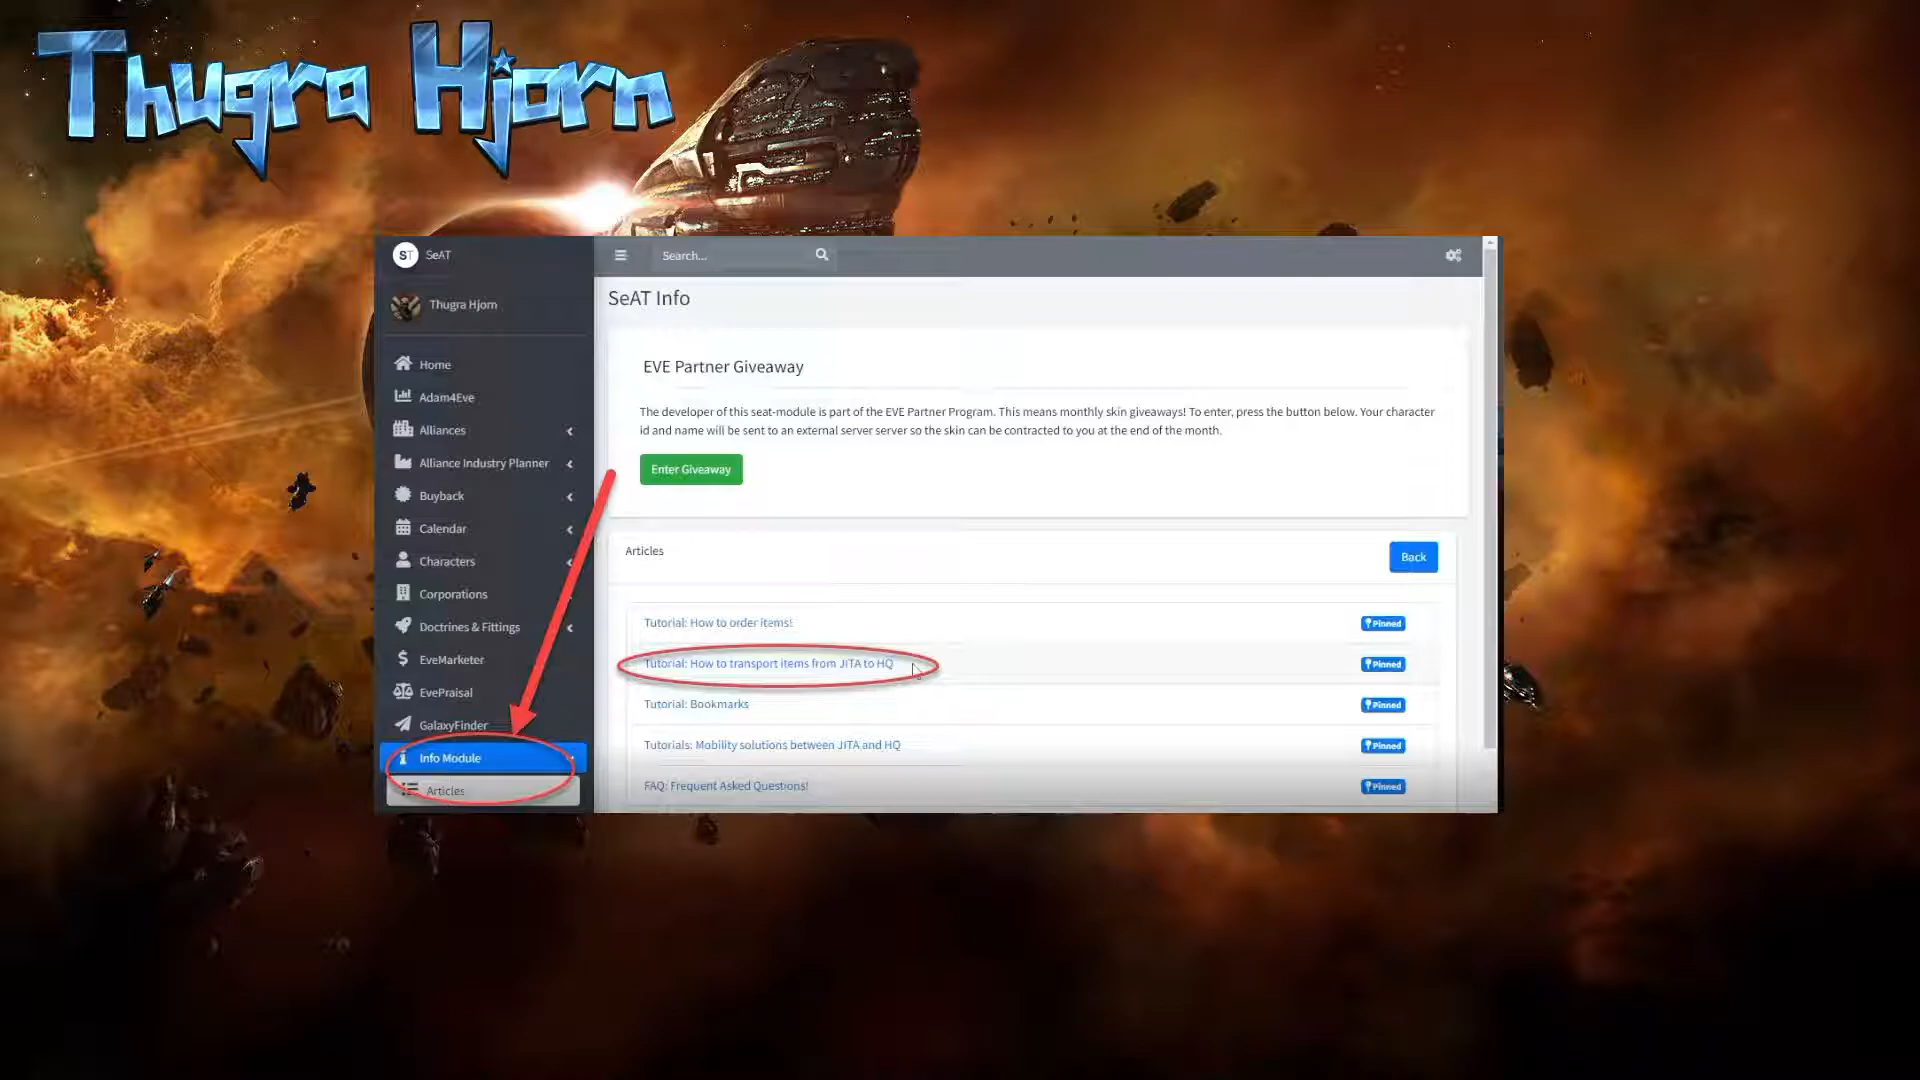 Thugra Hjorn
ST SeAT
Search...
Thugra Hjorn
SeAT Info
Home
Adam4Eve
Alliances
Alliance Industry Planner
Buyback
Calendar
Characters
Corporations
Doctrines & Fittings
EveMarketer
EvePraisal
GalaxyFinder
Info Module
Articles
EVE Partner Giveaway
The developer of this seat-module is part of the EVE Partner Program. This means monthly skin giveaways! To enter, press the button below. Your character
id and name will be sent to an external server server so the skin can be contracted to you at the end of the month.
Enter Giveaway
Articles
Back
Tutorial: How to order items!
Pinned
Tutorial: How to transport items from JITA to HQ
Pinned
Tutorial: Bookmarks
Pinned
Tutorials: Mobility solutions between JITA and HQ
Pinned
FAQ: Frequent Asked Questions!
Pinned